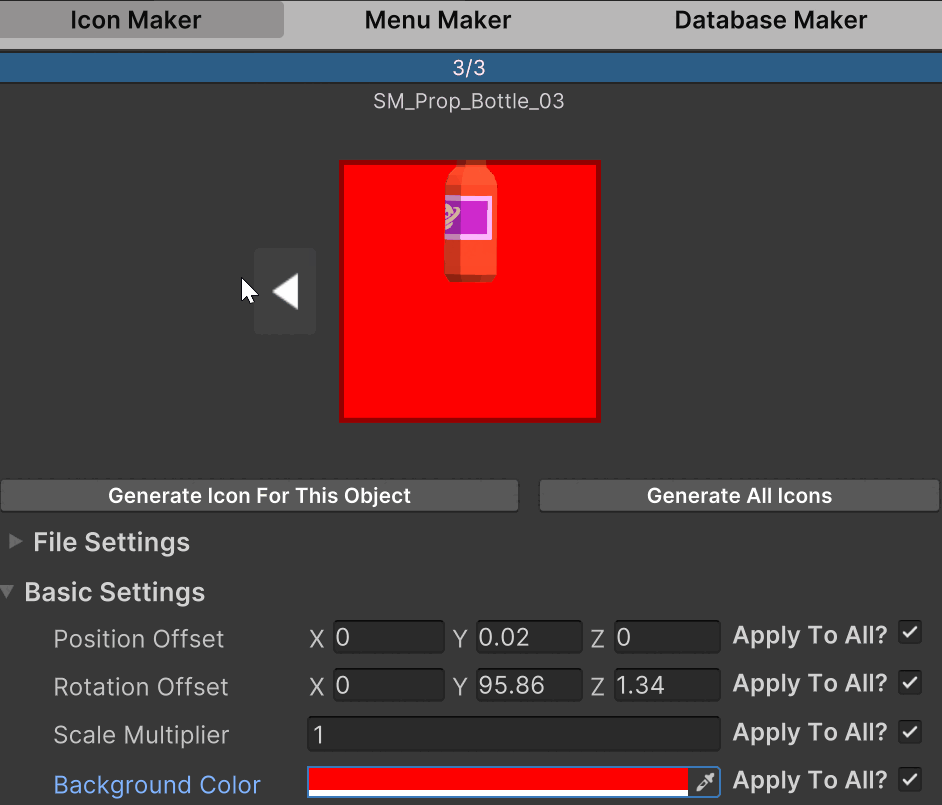 Icon Maker Menu Maker Database Maker
3/3
SM_Prop_Bottle_03
Generate Icon For This Object Generate All Icons
File Settings
Basic Settings
Position Offset X 0 Y 0.02 Z 0 Apply To All?
Rotation Offset X 0 Y 95.86 Z 1.34 Apply To All?
Scale Multiplier 1 Apply To All?
Background Color Apply To All?